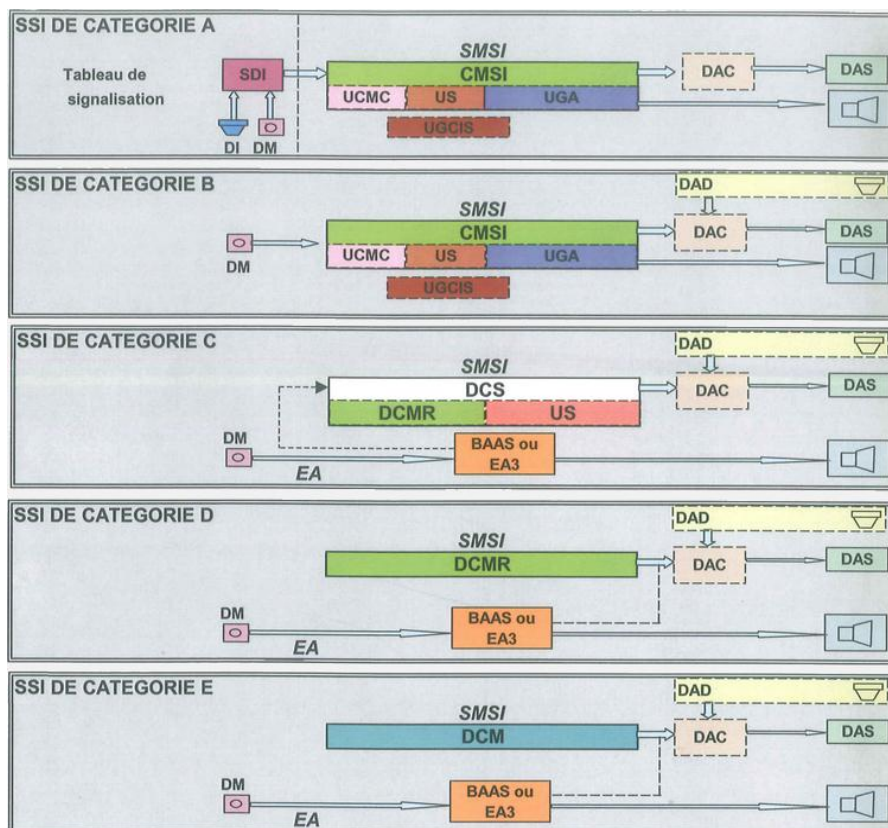 SSI DE CATEGORIE A
SMSI
Tableau de
signalisation
SDI
CMSI
DAC
DAS
UCMC
US
UGA
UGCIS
DI
DM
SSI DE CATEGORIE B
DAD
SMSI
CMSI
DAC
DAS
DM
UCMC
US
UGA
UGCIS
SSI DE CATEGORIE C
DAD
SMSI
DCS
DAC
DAS
DCMR
US
DM
EA
BAAS ou
EA3
SSI DE CATEGORIE D
DAD
SMSI
DCMR
DAC
DAS
DM
EA
BAAS ou
EA3
SSI DE CATEGORIE E
DAD
SMSI
DCM
DAC
DAS
DM
EA
BAAS ou
EA3